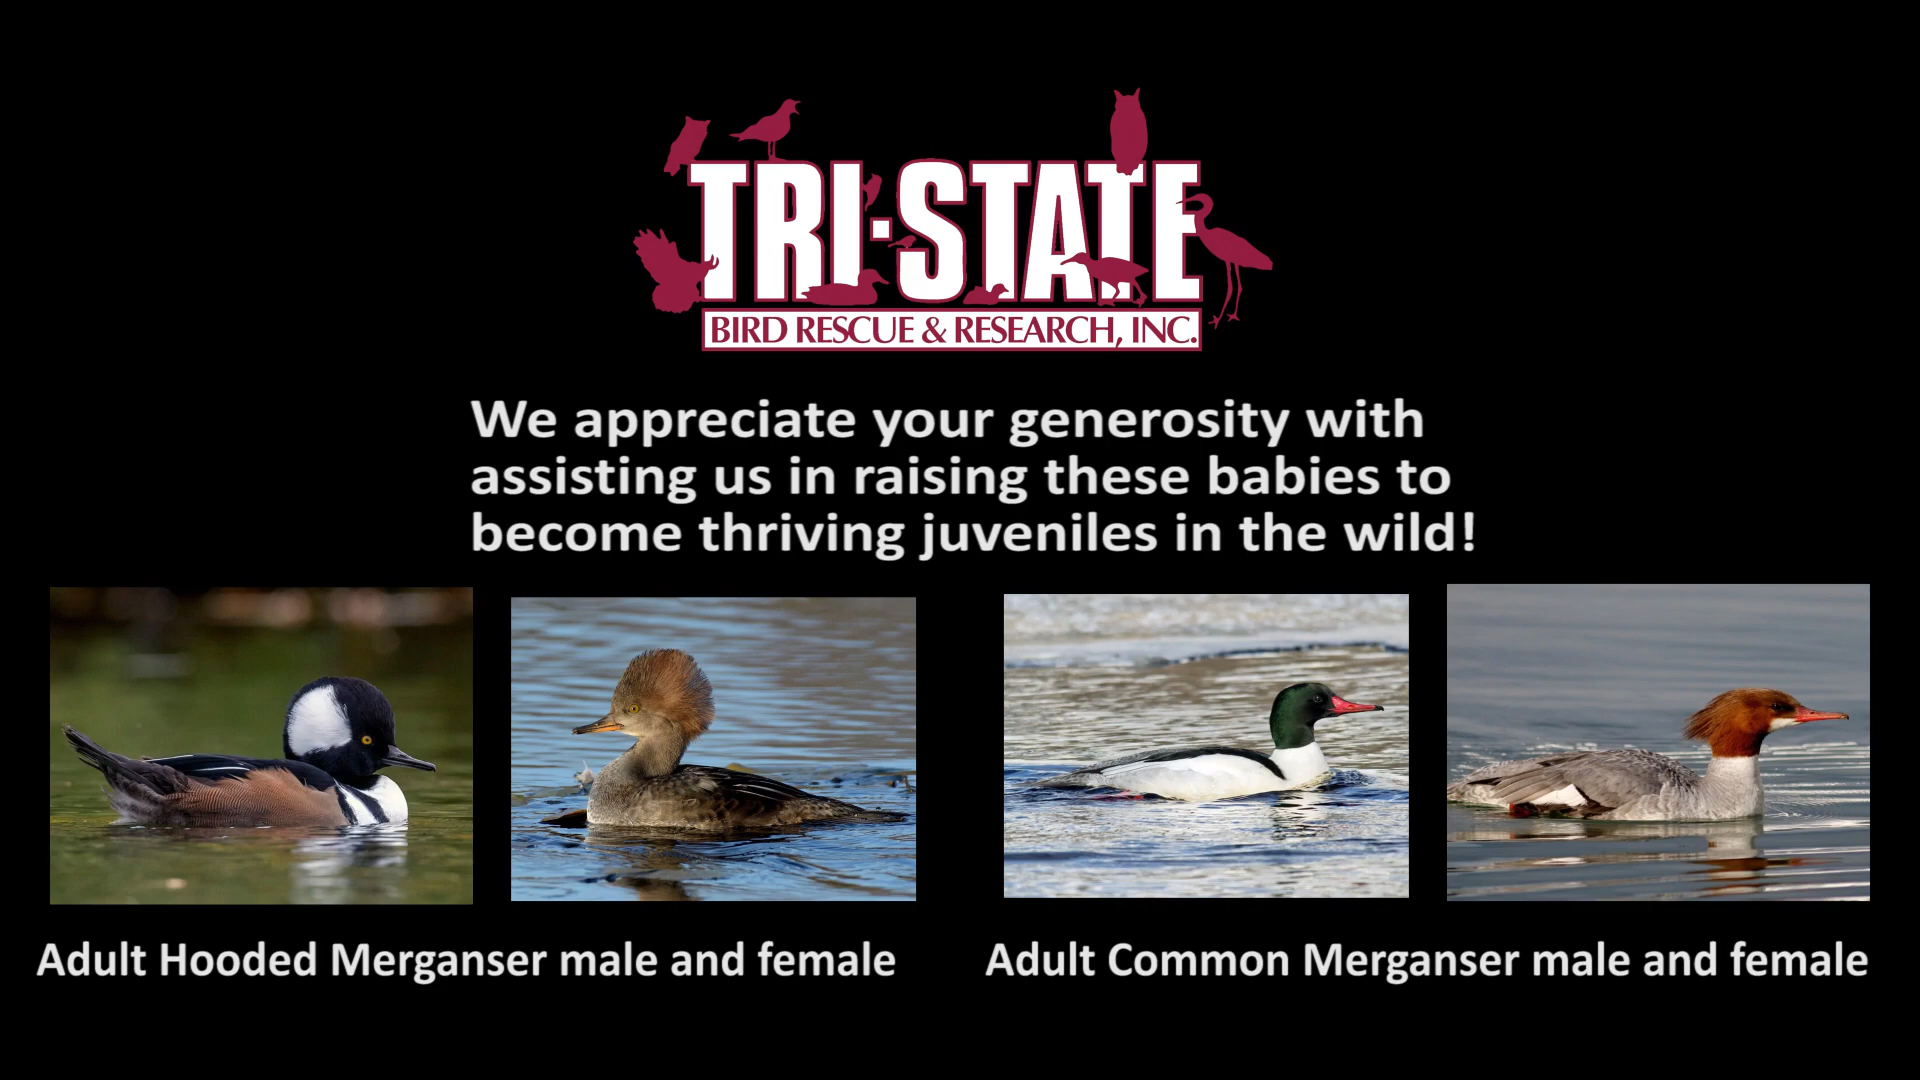 TRI·STATE
BIRD RESCUE & RESEARCH, INC.
We appreciate your generosity with
assisting us in raising these babies to
become thriving juveniles in the wild!
Adult Hooded Merganser male and female
Adult Common Merganser male and female